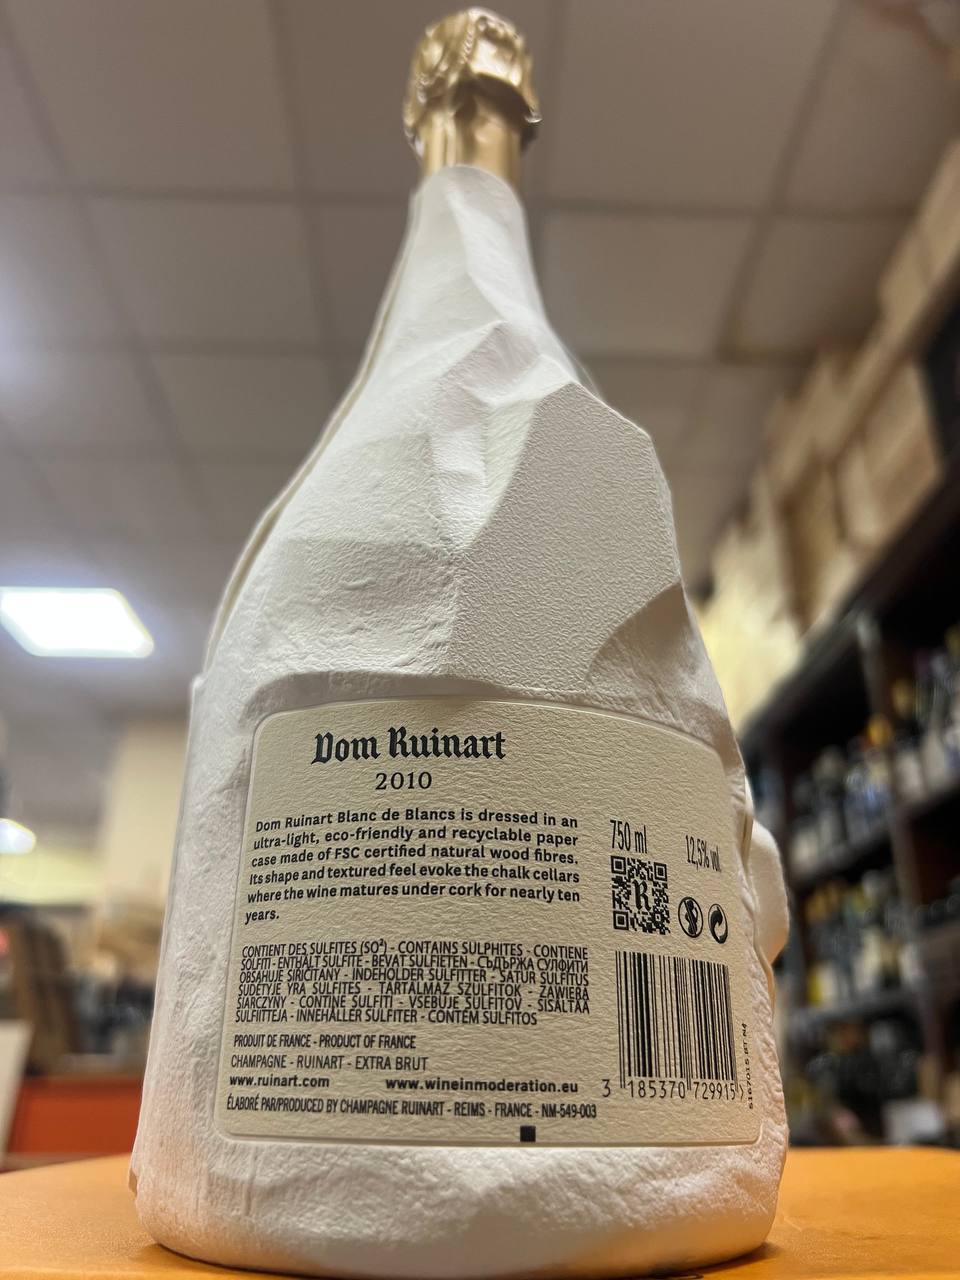 Dom Ruinart
2010
Dom Ruinart Blanc de Blancs is dressed in an
ultra-light, eco-friendly and recyclable paper
case made of FSC certified natural wood fibres.
Its shape and textured feel evoke the chalk cellars
where the wine matures under cork for nearly ten
years.
750 ml
12,5% vol
R
CONTIENT DES SULFITES (SO²) - CONTAINS SULPHITES - CONTIENE
SOLFITI - ENTHÄLT SULFITE - BEVAT SULFIETEN - СЪДЪРЖА СУЛФИТИ
OBSAHUJE SIŘIČITANY - INDEHOLDER SULFITTER - SATUR SULFITUS
SUDĖTYJE YRA SULFITES - TARTALMAZ SZULFITOK - ZAWIERA
SIARCZYNY - CONȚINE SULFIȚI - VSEBUJE SULFITOV - SISÄLTÄÄ
SULFIITTEJA - INNEHÅLLER SULFITER - CONTÉM SULFITOS
PRODUIT DE FRANCE - PRODUCT OF FRANCE
CHAMPAGNE - RUINART - EXTRA BRUT
www.ruinart.com www.wineinmoderation.eu
ÉLABORÉ PAR/PRODUCED BY CHAMPAGNE RUINART - REIMS - FRANCE - NM-549-003
3 185370 729915 >